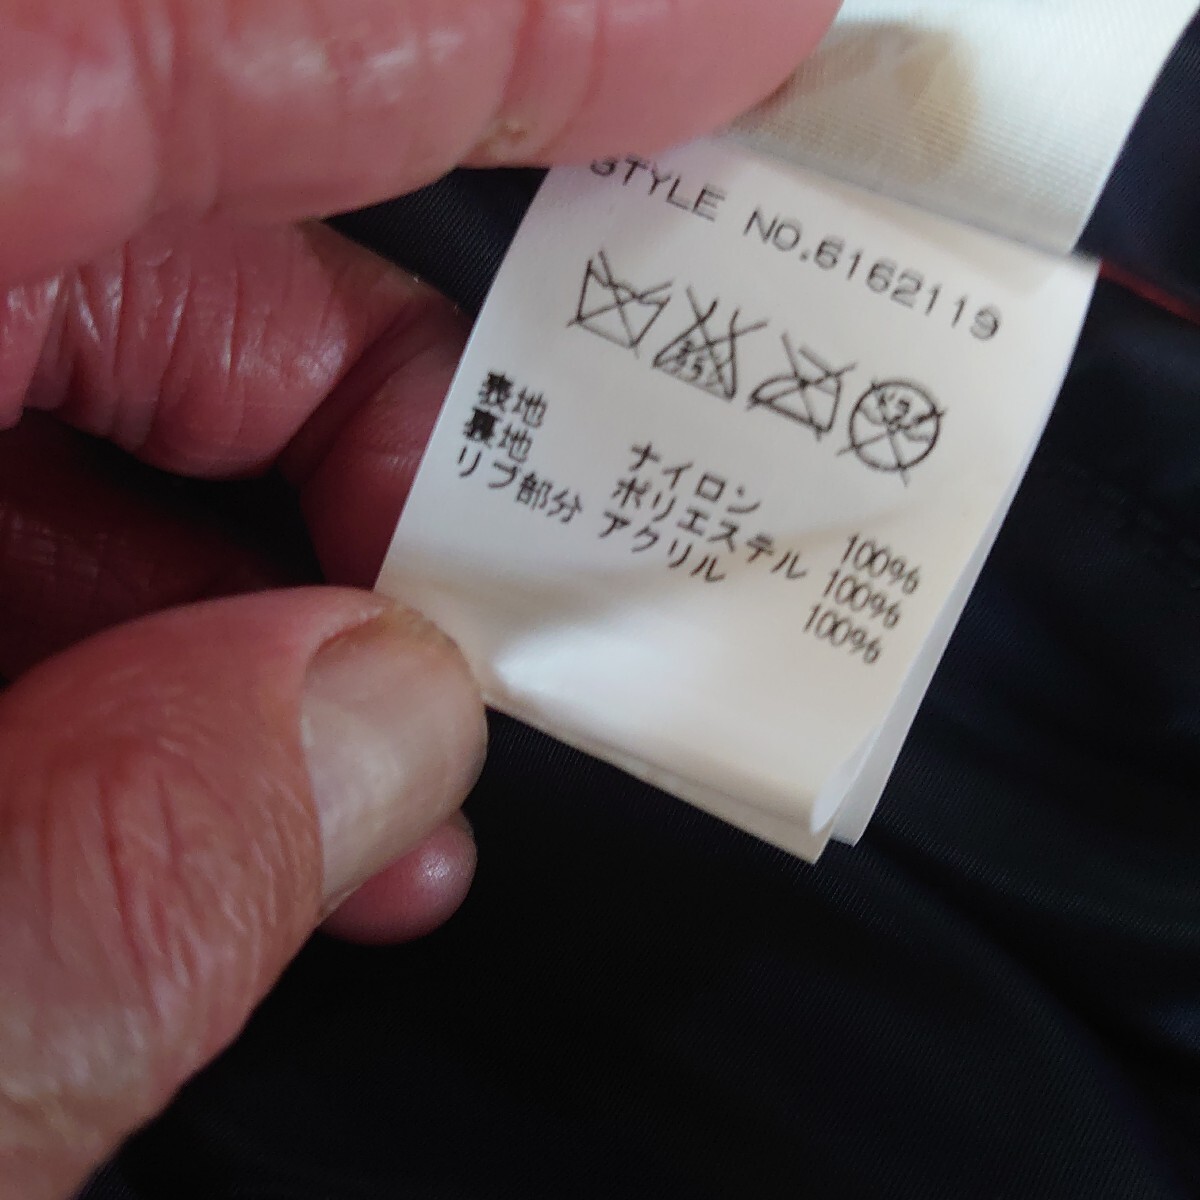 STYLE NO.6162119
表地 ナイロン 100%
裏地 ポリエステル 100%
リブ部分 アクリル 100%